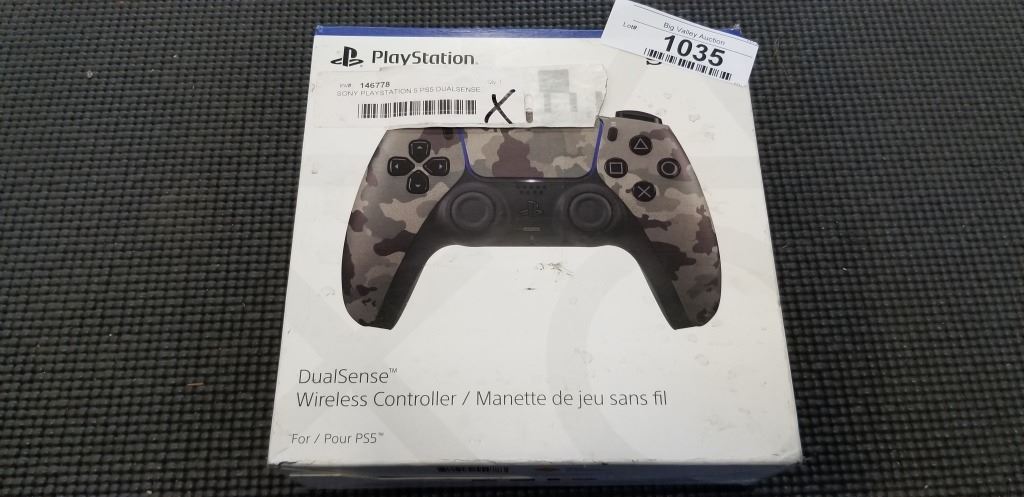 Big Valley Auction
Lot#
1035
PlayStation
146778
SONY PLAYSTATION 5 PS5 DUALSENSE
X
DualSense™
Wireless Controller / Manette de jeu sans fil
For / Pour PS5™